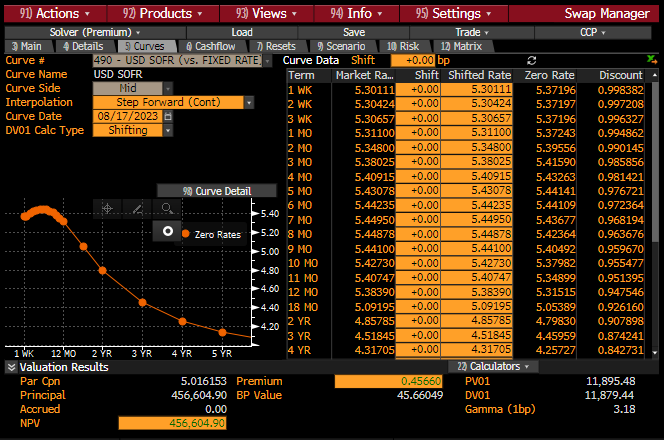 91) Actions 92) Products 93) Views 94) Info 95) Settings Swap Manager
Solver (Premium) Load Save Trade CCP
3) Main 4) Details 5) Curves 6) Cashflow 7) Resets 9) Scenario 10) Risk 12) Matrix
Curve # 490 - USD SOFR (vs. FIXED RATE)
Curve Name USD SOFR
Curve Side Mid
Interpolation Step Forward (Cont)
Curve Date 08/17/2023
DV01 Calc Type Shifting
98) Curve Detail
Zero Rates
5.40
5.20
5.00
4.80
4.60
4.40
4.20
1 WK 12 MO 2 YR 3 YR 4 YR 5 YR
Curve Data Shift +0.00 bp
Term Market Ra... Shift Shifted Rate Zero Rate Discount
1 WK 5.30111 +0.00 5.30111 5.37196 0.998382
2 WK 5.30424 +0.00 5.30424 5.37197 0.997208
3 WK 5.30657 +0.00 5.30657 5.37196 0.996327
1 MO 5.31100 +0.00 5.31100 5.37243 0.994862
2 MO 5.34800 +0.00 5.34800 5.39556 0.990145
3 MO 5.38025 +0.00 5.38025 5.41590 0.985856
4 MO 5.40915 +0.00 5.40915 5.43263 0.981421
5 MO 5.43078 +0.00 5.43078 5.44141 0.976721
6 MO 5.44235 +0.00 5.44235 5.44109 0.972364
7 MO 5.44950 +0.00 5.44950 5.43677 0.968194
8 MO 5.44878 +0.00 5.44878 5.42364 0.963676
9 MO 5.44100 +0.00 5.44100 5.40492 0.959670
10 MO 5.42730 +0.00 5.42730 5.37982 0.955477
11 MO 5.40747 +0.00 5.40747 5.34899 0.951395
12 MO 5.38390 +0.00 5.38390 5.31515 0.947546
18 MO 5.09195 +0.00 5.09195 5.05389 0.926160
2 YR 4.85785 +0.00 4.85785 4.79830 0.907898
3 YR 4.51845 +0.00 4.51845 4.45959 0.874241
4 YR 4.31705 +0.00 4.31705 4.25727 0.842731
Valuation Results 22) Calculators
Par Cpn 5.016153 Premium 0.45660 PV01 11,895.48
Principal 456,604.90 BP Value 45.66049 DV01 11,879.44
Accrued 0.00 Gamma (1bp) 3.18
NPV 456,604.90